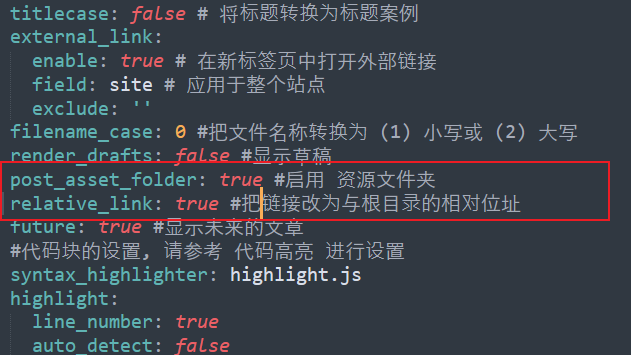 titlecase: false # 将标题转换为标题案例
external_link:
enable: true # 在新标签页中打开外部链接
field: site # 应用于整个站点
exclude: ''
filename_case: 0 #把文件名称转换为 (1) 小写或 (2) 大写
render_drafts: false #显示草稿
post_asset_folder: true #启用 资源文件夹
relative_link: true #把链接改为与根目录的相对位址
future: true #显示未来的文章
#代码块的设置, 请参考 代码高亮 进行设置
syntax_highlighter: highlight.js
highlight:
line_number: true
auto_detect: false